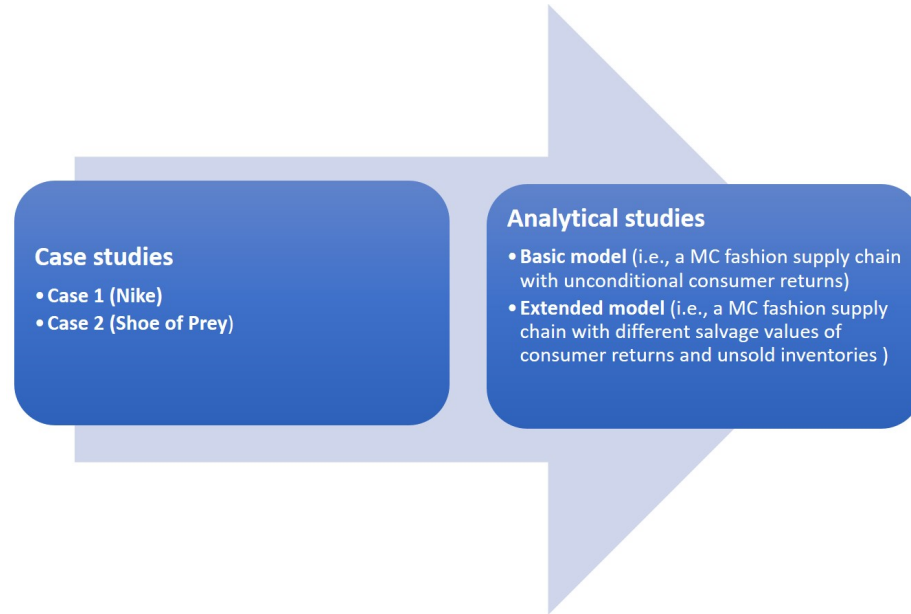 Case studies
•Case 1 (Nike)
•Case 2 (Shoe of Prey)
Analytical studies
•Basic model (i.e., a MC fashion supply chain
with unconditional consumer returns)
•Extended model (i.e., a MC fashion supply
chain with different salvage values of
consumer returns and unsold inventories )